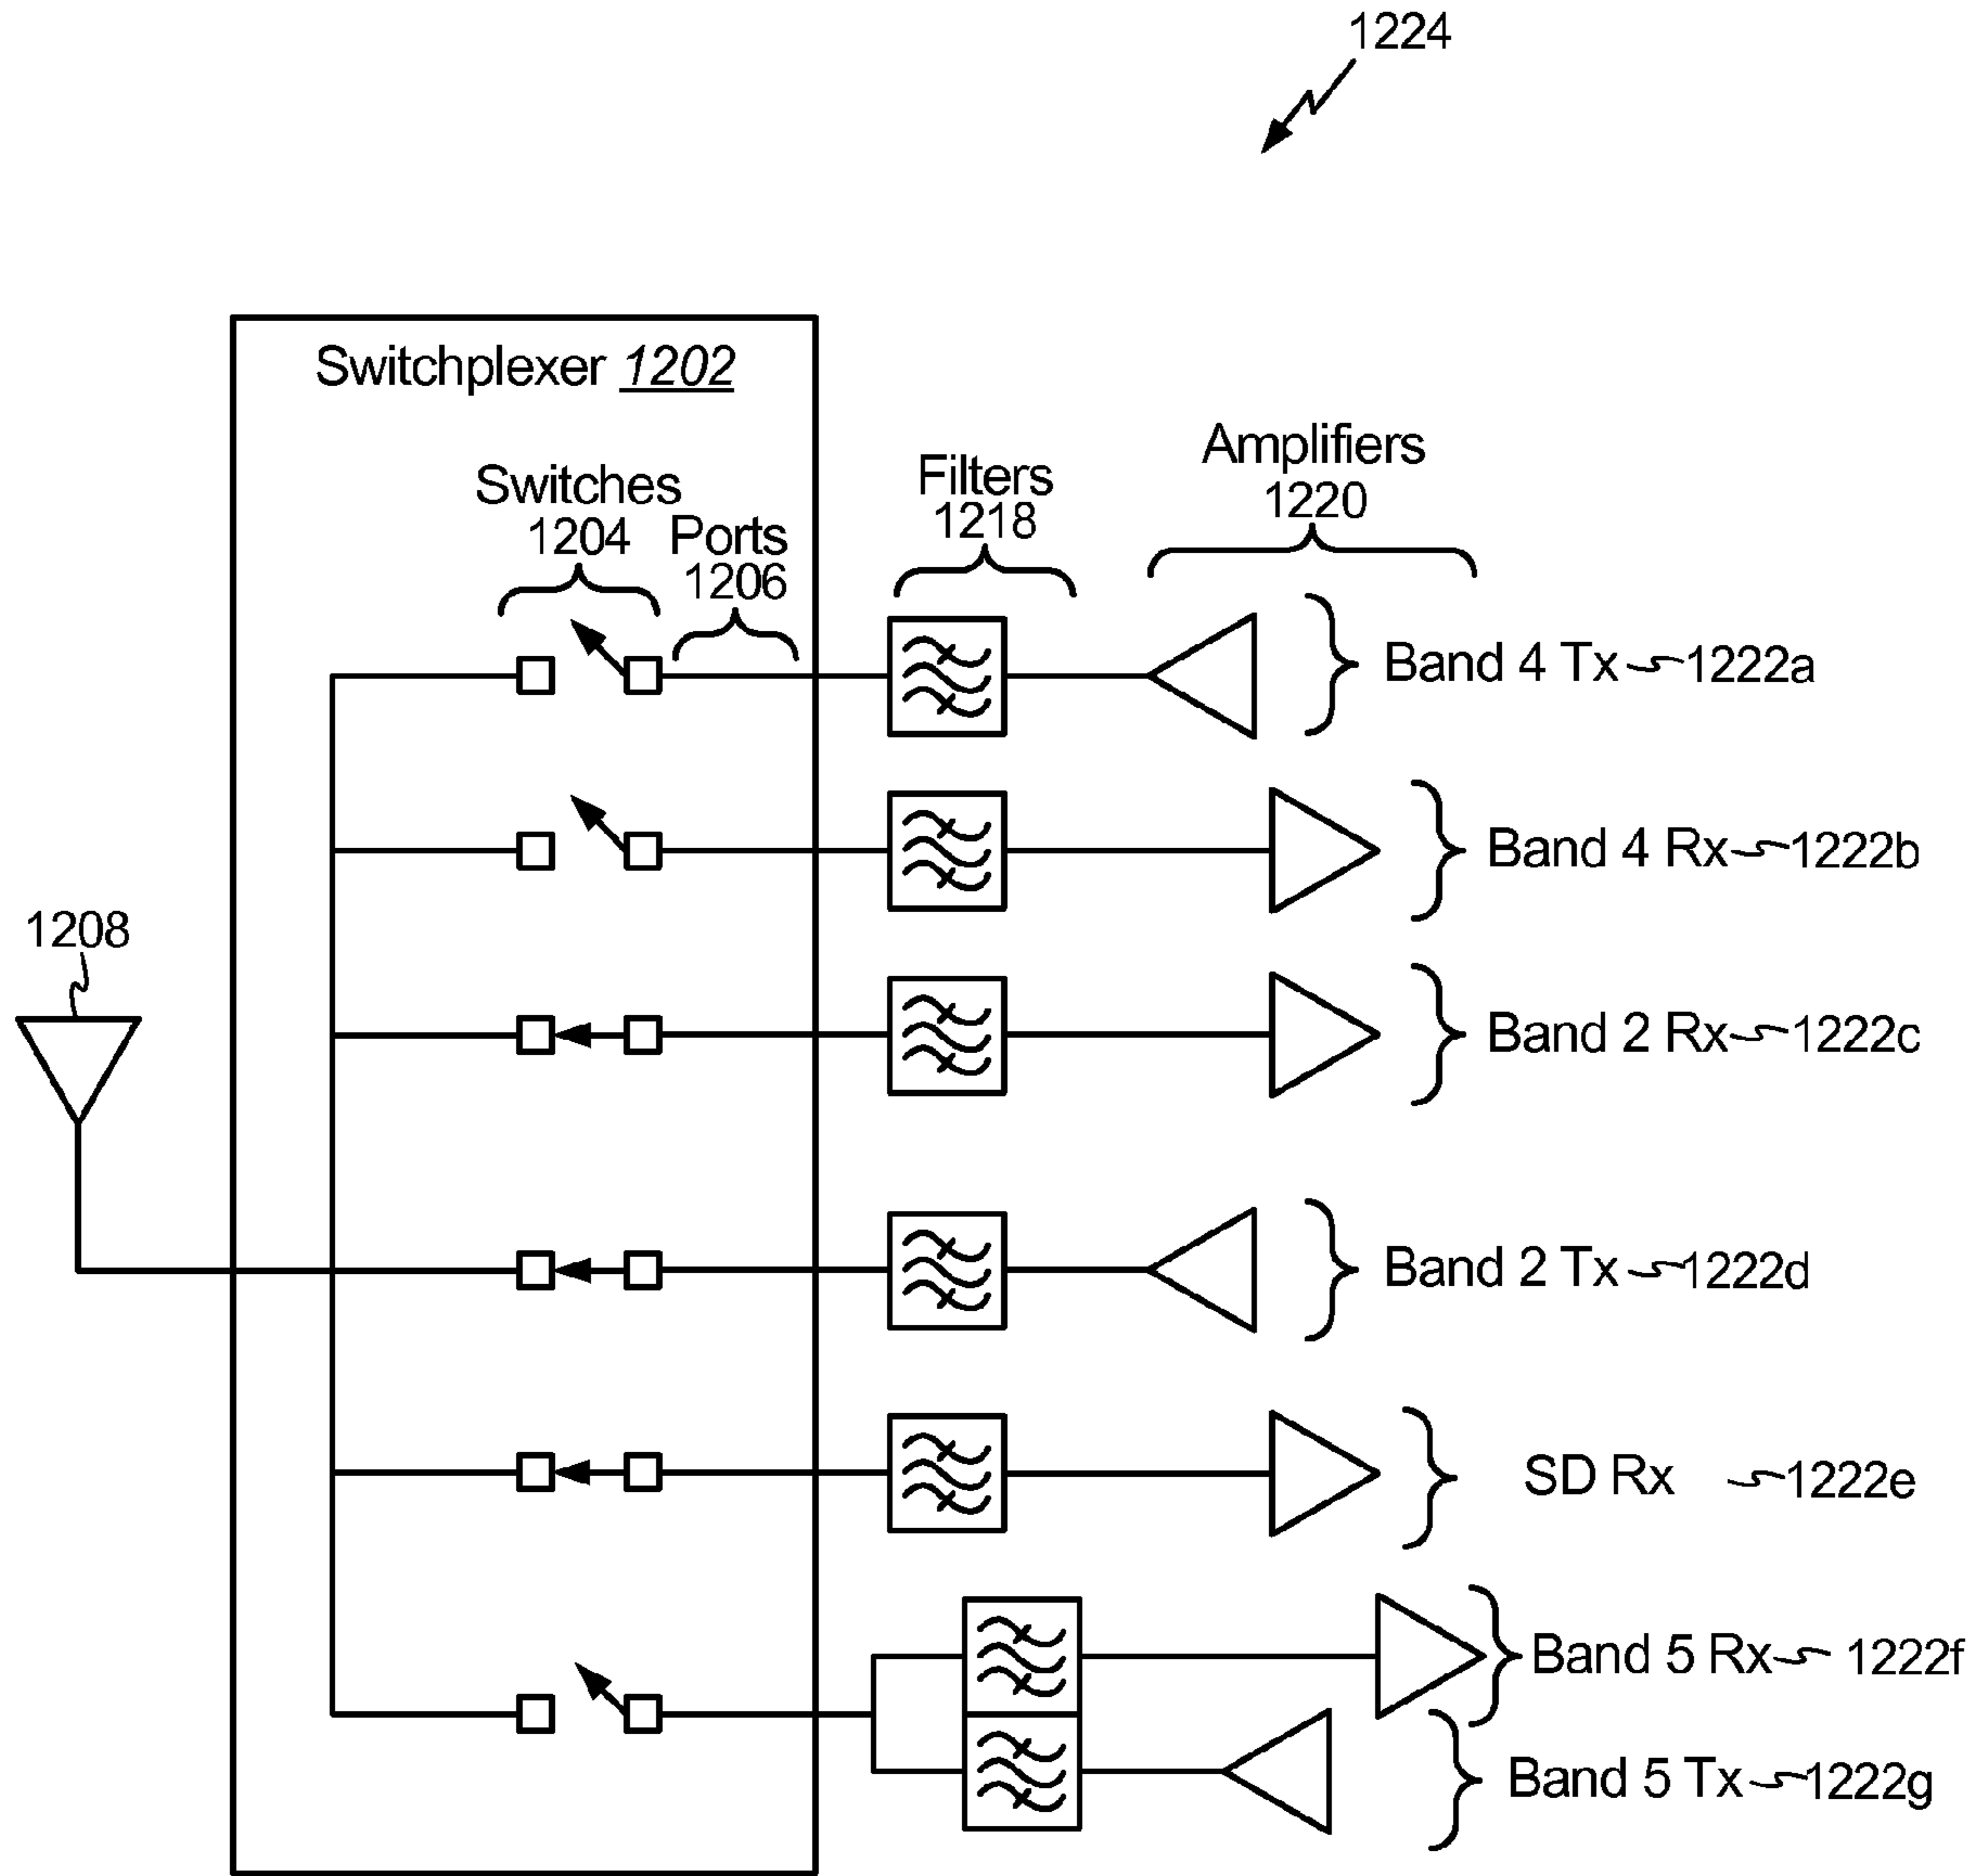 1224
Switchplexer 1202
Switches
1204
Ports
1206
Filters
1218
Amplifiers
1220
Band 4 Tx 1222a
Band 4 Rx 1222b
1208
Band 2 Rx 1222c
Band 2 Tx 1222d
SD Rx 1222e
Band 5 Rx 1222f
Band 5 Tx 1222g